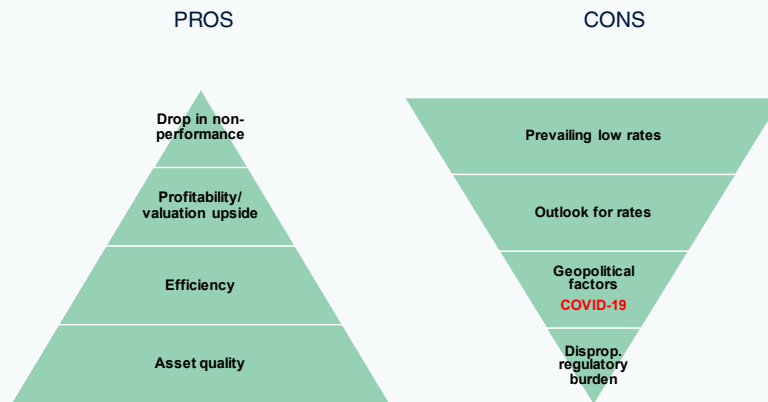 PROS
Drop in non-
performance
Profitability/
valuation upside
Efficiency
Asset quality
CONS
Prevailing low rates
Outlook for rates
Geopolitical
factors
COVID-19
Disprop.
regulatory
burden